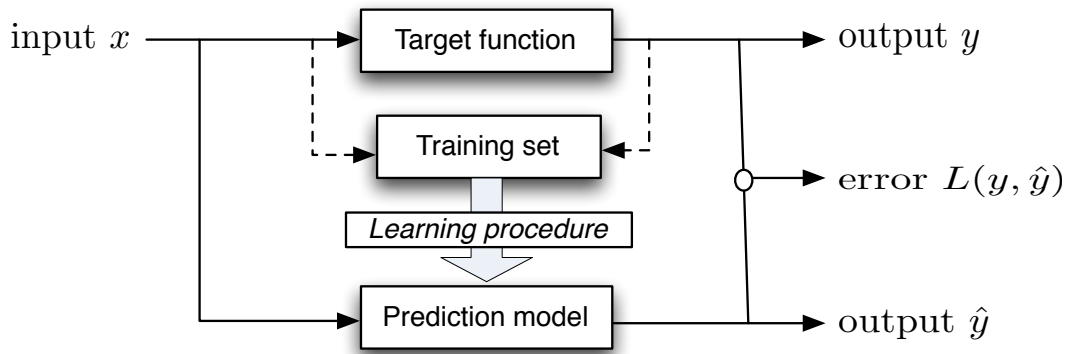 input x
Target function
output y
Training set
error L(y, ŷ)
Learning procedure
Prediction model
output ŷ